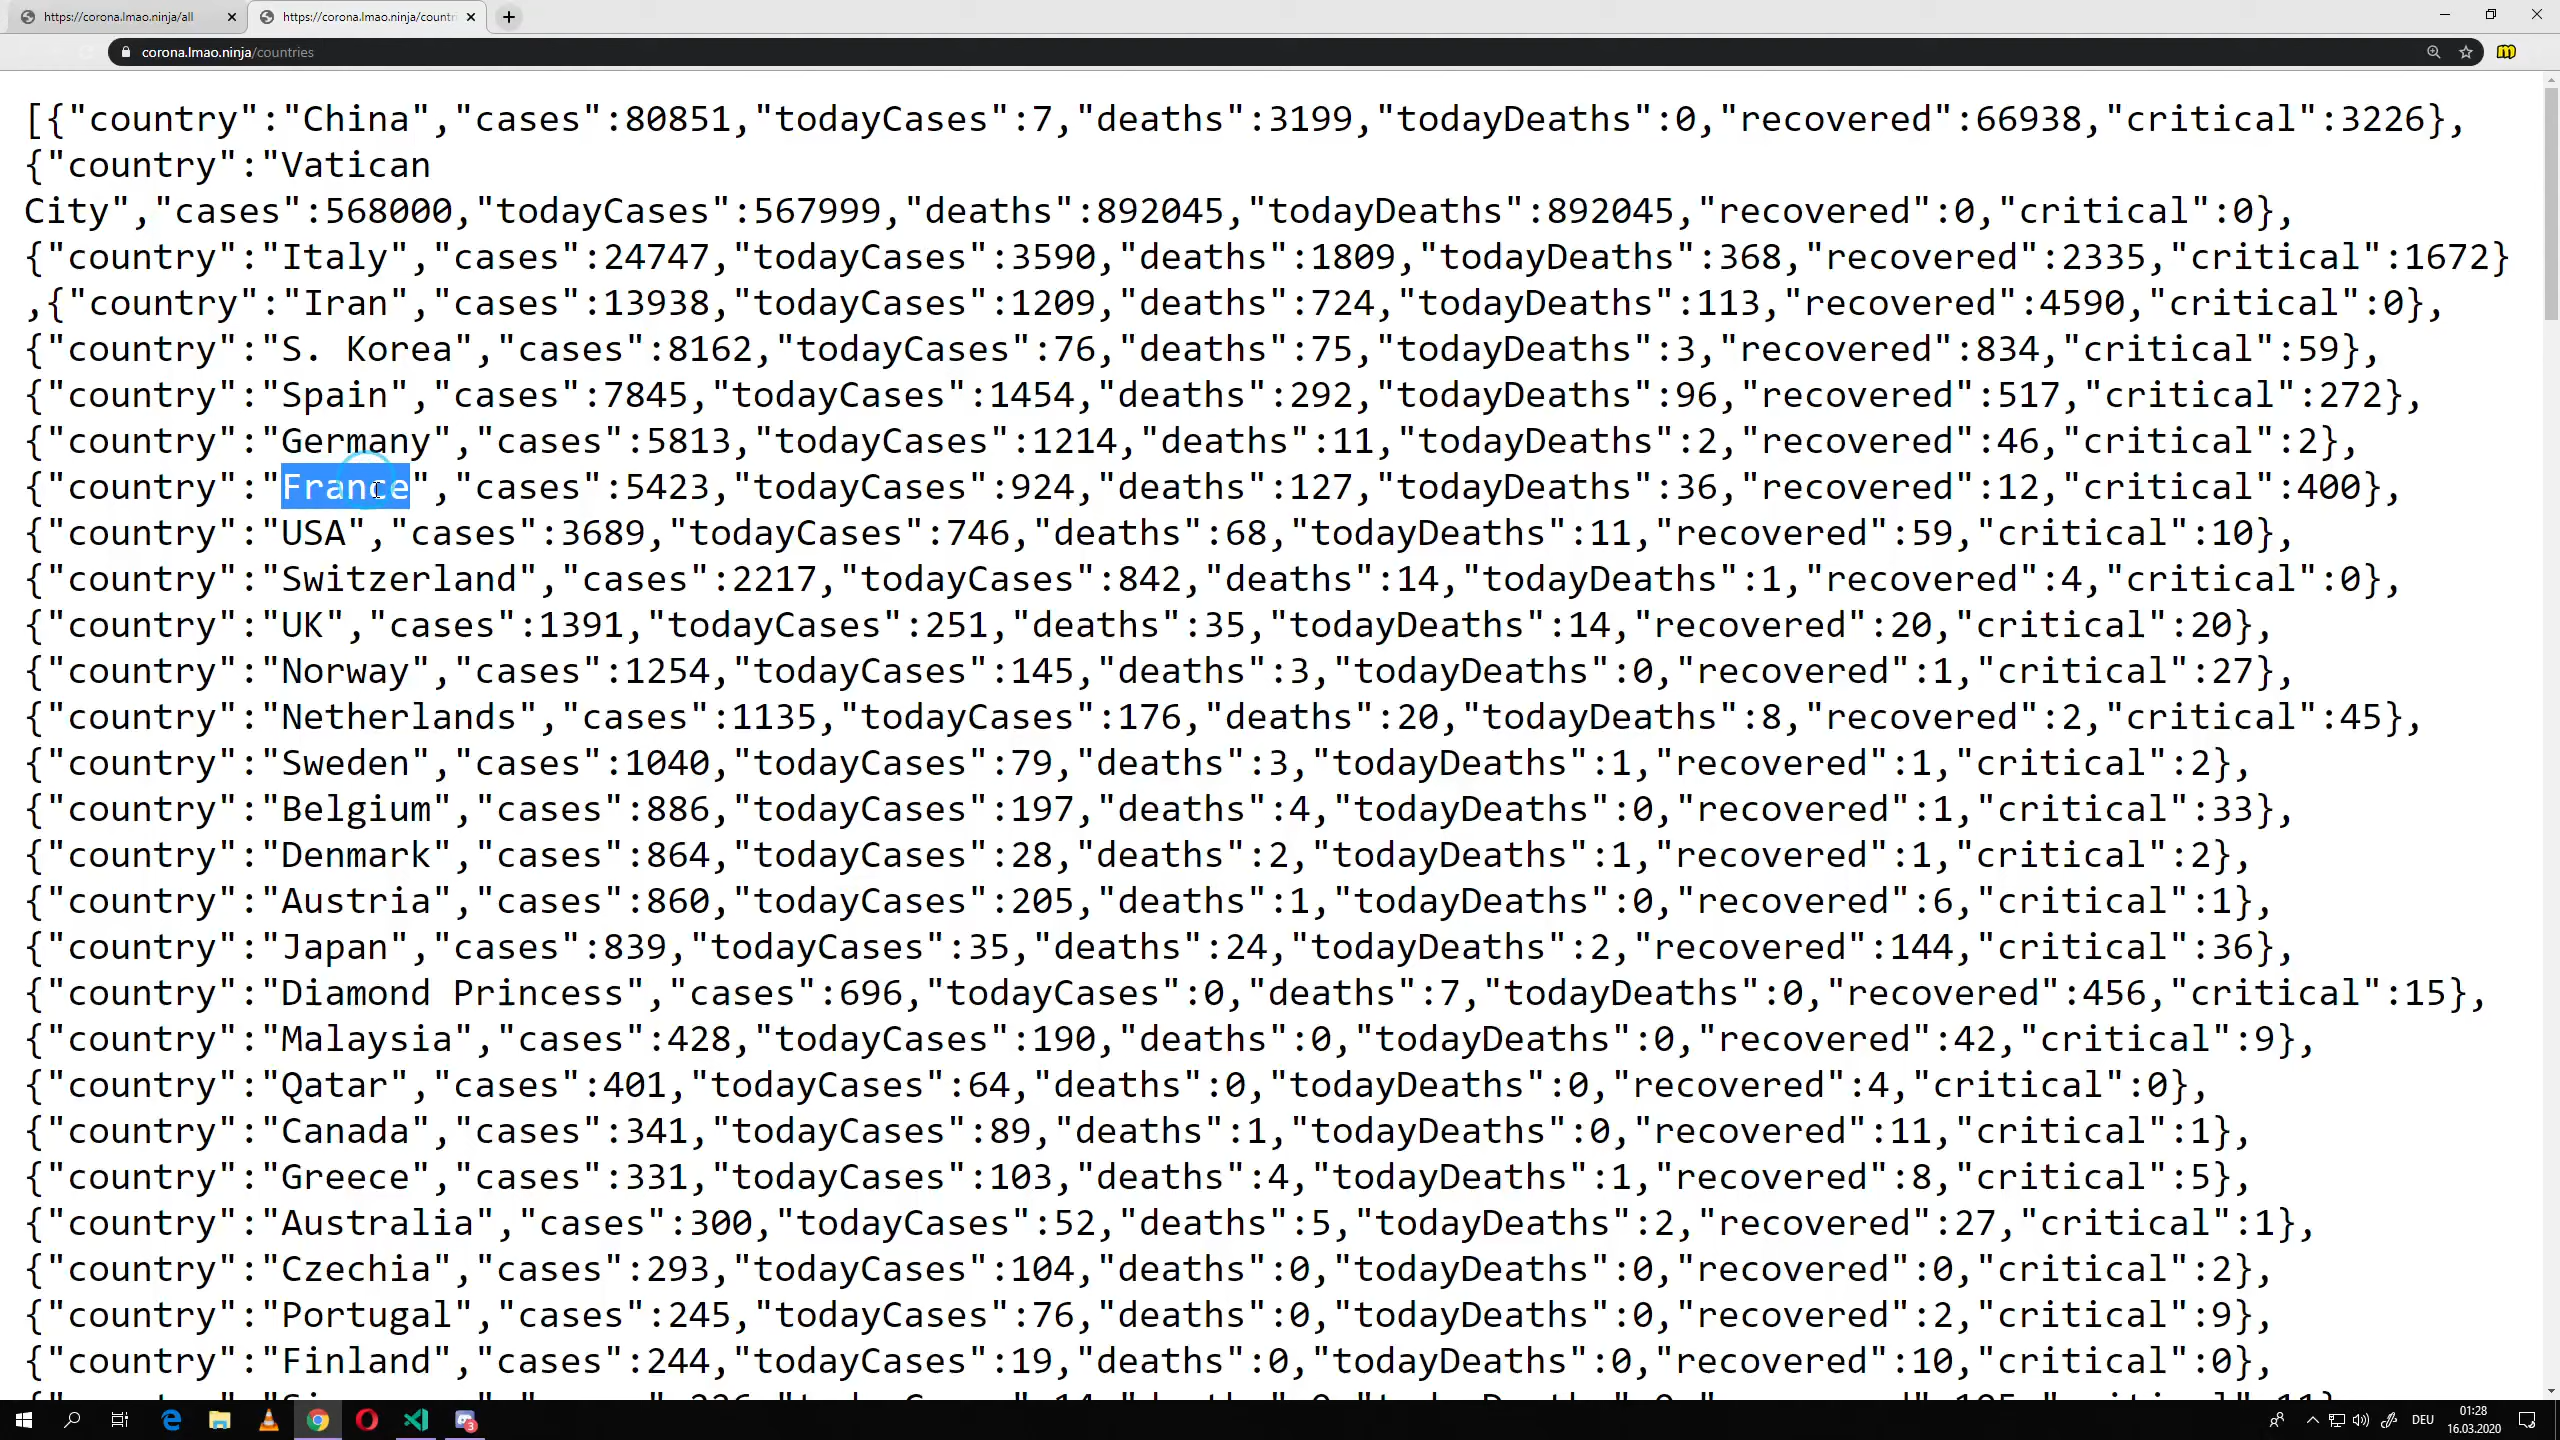 https://corona.lmao.ninja/all
https://corona.lmao.ninja/countri
corona.lmao.ninja/countries
[{"country":"China","cases":80851,"todayCases":7,"deaths":3199,"todayDeaths":0,"recovered":66938,"critical":3226},
{"country":"Vatican
City","cases":568000,"todayCases":567999,"deaths":892045,"todayDeaths":892045,"recovered":0,"critical":0},
{"country":"Italy","cases":24747,"todayCases":3590,"deaths":1809,"todayDeaths":368,"recovered":2335,"critical":1672}
,{"country":"Iran","cases":13938,"todayCases":1209,"deaths":724,"todayDeaths":113,"recovered":4590,"critical":0},
{"country":"S. Korea","cases":8162,"todayCases":76,"deaths":75,"todayDeaths":3,"recovered":834,"critical":59},
{"country":"Spain","cases":7845,"todayCases":1454,"deaths":292,"todayDeaths":96,"recovered":517,"critical":272},
{"country":"Germany","cases":5813,"todayCases":1214,"deaths":11,"todayDeaths":2,"recovered":46,"critical":2},
{"country":"France","cases":5423,"todayCases":924,"deaths":127,"todayDeaths":36,"recovered":12,"critical":400},
{"country":"USA","cases":3689,"todayCases":746,"deaths":68,"todayDeaths":11,"recovered":59,"critical":10},
{"country":"Switzerland","cases":2217,"todayCases":842,"deaths":14,"todayDeaths":1,"recovered":4,"critical":0},
{"country":"UK","cases":1391,"todayCases":251,"deaths":35,"todayDeaths":14,"recovered":20,"critical":20},
{"country":"Norway","cases":1254,"todayCases":145,"deaths":3,"todayDeaths":0,"recovered":1,"critical":27},
{"country":"Netherlands","cases":1135,"todayCases":176,"deaths":20,"todayDeaths":8,"recovered":2,"critical":45},
{"country":"Sweden","cases":1040,"todayCases":79,"deaths":3,"todayDeaths":1,"recovered":1,"critical":2},
{"country":"Belgium","cases":886,"todayCases":197,"deaths":4,"todayDeaths":0,"recovered":1,"critical":33},
{"country":"Denmark","cases":864,"todayCases":28,"deaths":2,"todayDeaths":1,"recovered":1,"critical":2},
{"country":"Austria","cases":860,"todayCases":205,"deaths":1,"todayDeaths":0,"recovered":6,"critical":1},
{"country":"Japan","cases":839,"todayCases":35,"deaths":24,"todayDeaths":2,"recovered":144,"critical":36},
{"country":"Diamond Princess","cases":696,"todayCases":0,"deaths":7,"todayDeaths":0,"recovered":456,"critical":15},
{"country":"Malaysia","cases":428,"todayCases":190,"deaths":0,"todayDeaths":0,"recovered":42,"critical":9},
{"country":"Qatar","cases":401,"todayCases":64,"deaths":0,"todayDeaths":0,"recovered":4,"critical":0},
{"country":"Canada","cases":341,"todayCases":89,"deaths":1,"todayDeaths":0,"recovered":11,"critical":1},
{"country":"Greece","cases":331,"todayCases":103,"deaths":4,"todayDeaths":1,"recovered":8,"critical":5},
{"country":"Australia","cases":300,"todayCases":52,"deaths":5,"todayDeaths":2,"recovered":27,"critical":1},
{"country":"Czechia","cases":293,"todayCases":104,"deaths":0,"todayDeaths":0,"recovered":0,"critical":2},
{"country":"Portugal","cases":245,"todayCases":76,"deaths":0,"todayDeaths":0,"recovered":2,"critical":9},
{"country":"Finland","cases":244,"todayCases":19,"deaths":0,"todayDeaths":0,"recovered":10,"critical":0},
DEU
01:28
16.03.2020